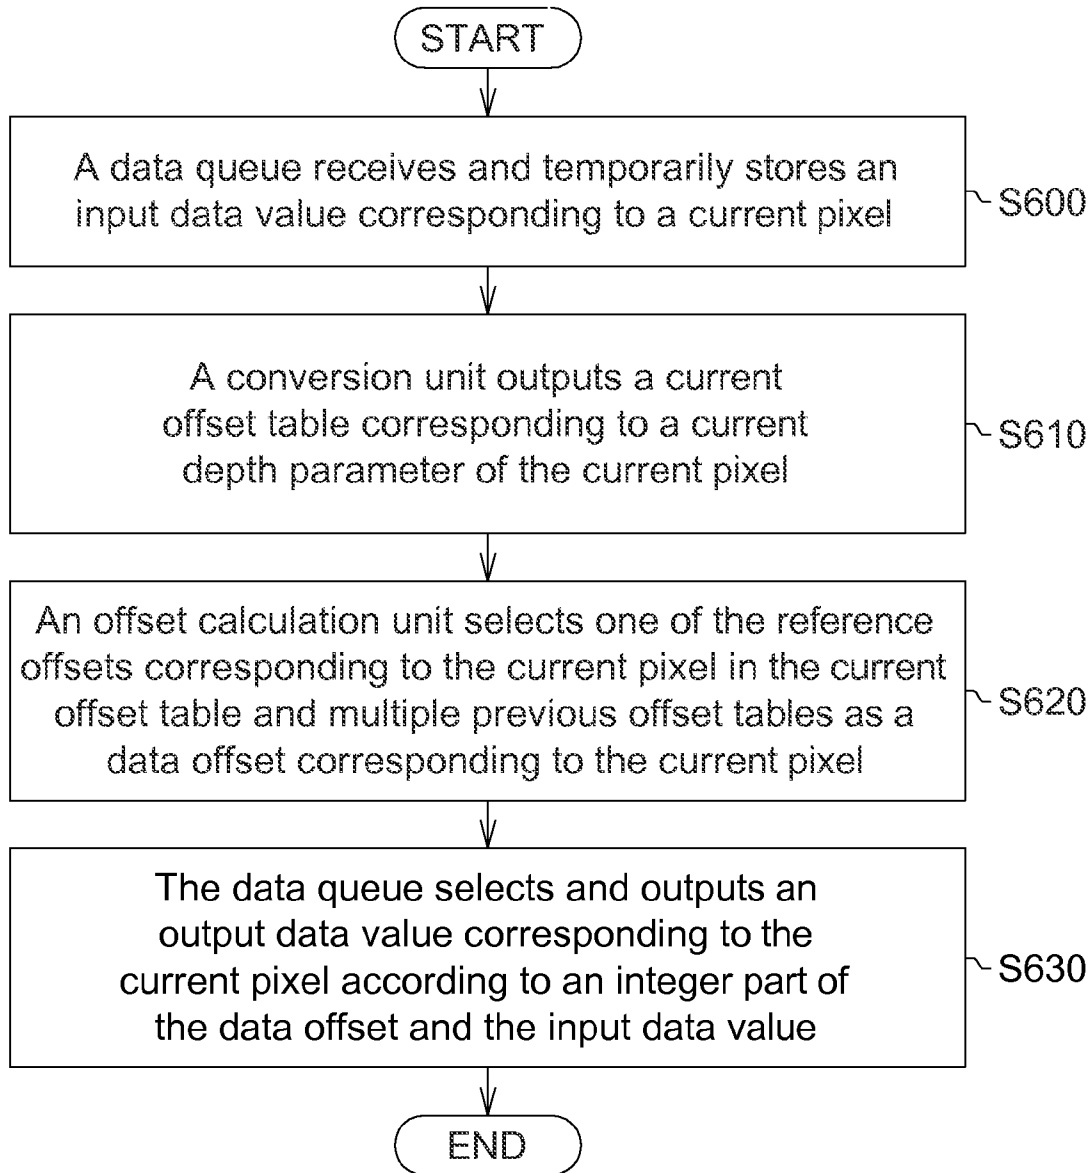 START
A data queue receives and temporarily stores an
input data value corresponding to a current pixel
S600
A conversion unit outputs a current
offset table corresponding to a current
depth parameter of the current pixel
S610
An offset calculation unit selects one of the reference
offsets corresponding to the current pixel in the current
offset table and multiple previous offset tables as a
data offset corresponding to the current pixel
S620
The data queue selects and outputs an
output data value corresponding to the
current pixel according to an integer part of
the data offset and the input data value
S630
END